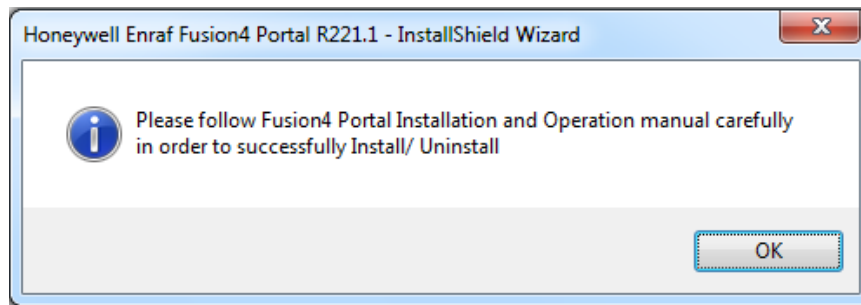 Honeywell Enraf Fusion4 Portal R221.1 - InstallShield Wizard
Please follow Fusion4 Portal Installation and Operation manual carefully
in order to successfully Install/ Uninstall
OK